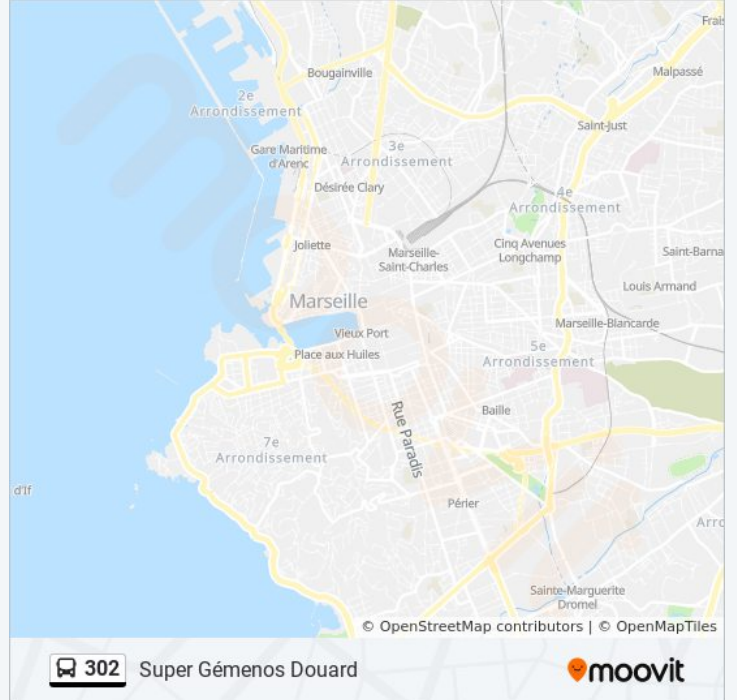 Bougainville
Malpassé
2e
Arrondissement
Saint-Just
Gare Maritime
d'Arenc
3e
Arrondissement
Désirée Clary
4e
Arrondissement
Joliette
Marseille-
Saint-Charles
Cinq Avenues
Longchamp
Saint-Barna
Louis Armand
Marseille
Marseille-Blancarde
Vieux Port
Place aux Huiles
5e
Arrondissement
Rue Paradis
Baille
7e
Arrondissement
d'If
Périer
Arro
Sainte-Marguerite
Dromel
© OpenStreetMap contributors | © OpenMapTiles
302 Super Gémenos Douard
moovit